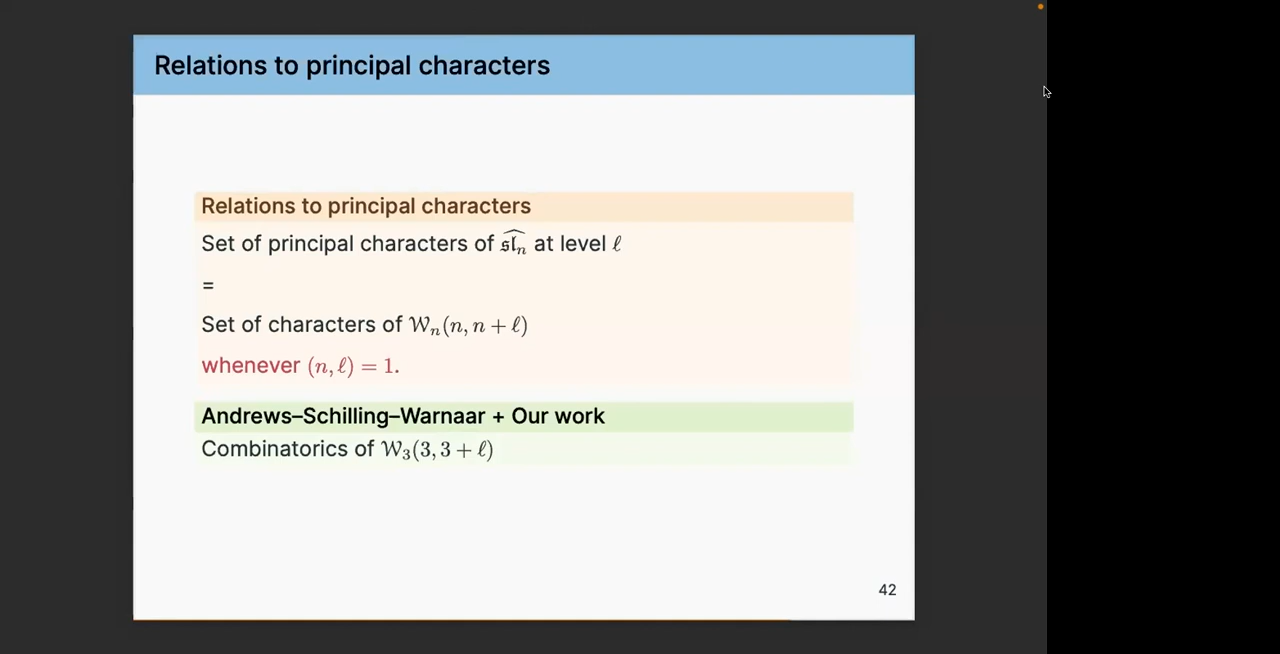 Relations to principal characters
Relations to principal characters
Set of principal characters of $\widehat{\mathfrak{sl}_n}$ at level ℓ
=
Set of characters of $\mathcal{W}_n(n, n + \ell)$
whenever $(n, \ell) = 1$.
Andrews–Schilling–Warnaar + Our work
Combinatorics of $\mathcal{W}_3(3, 3 + \ell)$
42